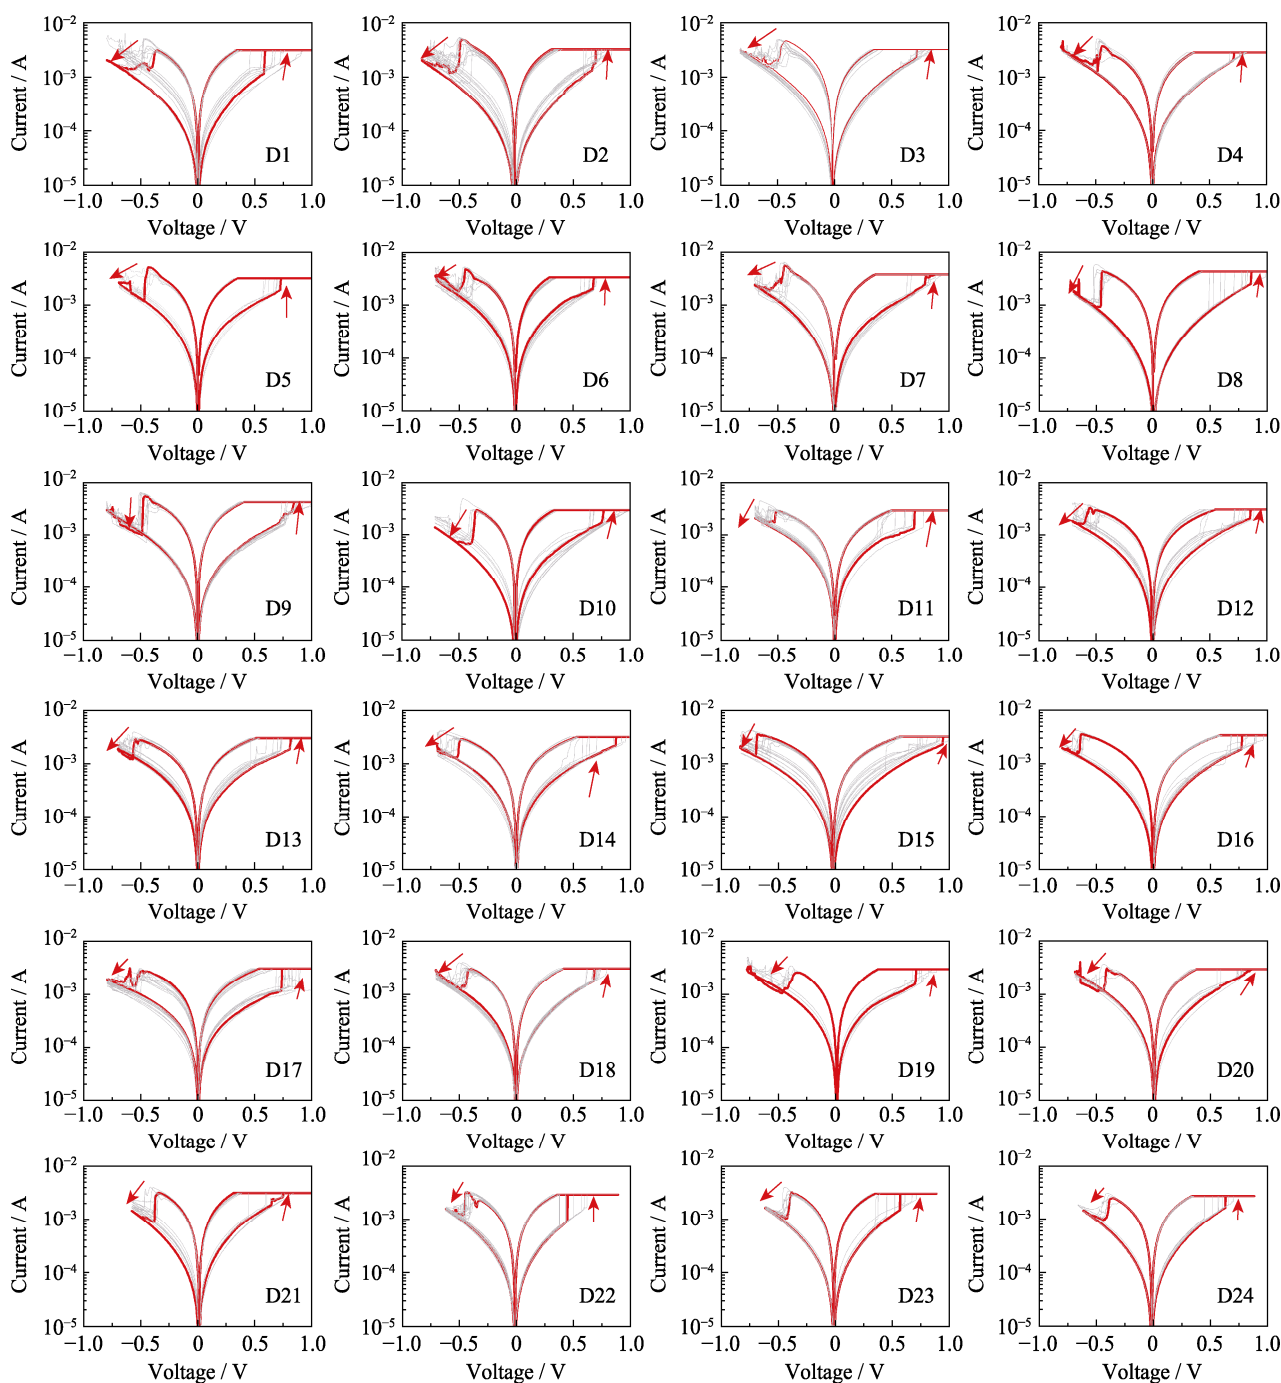 10⁻² 10⁻² 10⁻² 10⁻²
10⁻³ 10⁻³ 10⁻³ 10⁻³
Current / A Current / A Current / A Current / A
10⁻⁴ 10⁻⁴ 10⁻⁴ 10⁻⁴
D1 D2 D3 D4
10⁻⁵ 10⁻⁵ 10⁻⁵ 10⁻⁵
−1.0 −0.5 0 0.5 1.0 −1.0 −0.5 0 0.5 1.0 −1.0 −0.5 0 0.5 1.0 −1.0 −0.5 0 0.5 1.0
Voltage / V Voltage / V Voltage / V Voltage / V
10⁻² 10⁻² 10⁻² 10⁻²
10⁻³ 10⁻³ 10⁻³ 10⁻³
Current / A Current / A Current / A Current / A
10⁻⁴ 10⁻⁴ 10⁻⁴ 10⁻⁴
D5 D6 D7 D8
10⁻⁵ 10⁻⁵ 10⁻⁵ 10⁻⁵
−1.0 −0.5 0 0.5 1.0 −1.0 −0.5 0 0.5 1.0 −1.0 −0.5 0 0.5 1.0 −1.0 −0.5 0 0.5 1.0
Voltage / V Voltage / V Voltage / V Voltage / V
10⁻² 10⁻² 10⁻² 10⁻²
10⁻³ 10⁻³ 10⁻³ 10⁻³
Current / A Current / A Current / A Current / A
10⁻⁴ 10⁻⁴ 10⁻⁴ 10⁻⁴
D9 D10 D11 D12
10⁻⁵ 10⁻⁵ 10⁻⁵ 10⁻⁵
−1.0 −0.5 0 0.5 1.0 −1.0 −0.5 0 0.5 1.0 −1.0 −0.5 0 0.5 1.0 −1.0 −0.5 0 0.5 1.0
Voltage / V Voltage / V Voltage / V Voltage / V
10⁻² 10⁻² 10⁻² 10⁻²
10⁻³ 10⁻³ 10⁻³ 10⁻³
Current / A Current / A Current / A Current / A
10⁻⁴ 10⁻⁴ 10⁻⁴ 10⁻⁴
D13 D14 D15 D16
10⁻⁵ 10⁻⁵ 10⁻⁵ 10⁻⁵
−1.0 −0.5 0 0.5 1.0 −1.0 −0.5 0 0.5 1.0 −1.0 −0.5 0 0.5 1.0 −1.0 −0.5 0 0.5 1.0
Voltage / V Voltage / V Voltage / V Voltage / V
10⁻² 10⁻² 10⁻² 10⁻²
10⁻³ 10⁻³ 10⁻³ 10⁻³
Current / A Current / A Current / A Current / A
10⁻⁴ 10⁻⁴ 10⁻⁴ 10⁻⁴
D17 D18 D19 D20
10⁻⁵ 10⁻⁵ 10⁻⁵ 10⁻⁵
−1.0 −0.5 0 0.5 1.0 −1.0 −0.5 0 0.5 1.0 −1.0 −0.5 0 0.5 1.0 −1.0 −0.5 0 0.5 1.0
Voltage / V Voltage / V Voltage / V Voltage / V
10⁻² 10⁻² 10⁻² 10⁻²
10⁻³ 10⁻³ 10⁻³ 10⁻³
Current / A Current / A Current / A Current / A
10⁻⁴ 10⁻⁴ 10⁻⁴ 10⁻⁴
D21 D22 D23 D24
10⁻⁵ 10⁻⁵ 10⁻⁵ 10⁻⁵
−1.0 −0.5 0 0.5 1.0 −1.0 −0.5 0 0.5 1.0 −1.0 −0.5 0 0.5 1.0 −1.0 −0.5 0 0.5 1.0
Voltage / V Voltage / V Voltage / V Voltage / V